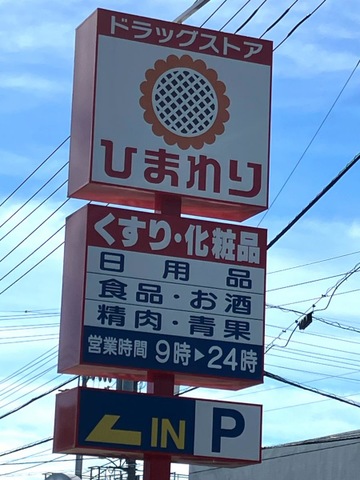 ドラッグストア
ひまわり
くすり・化粧品
日用品
食品・お酒
精肉・青果
営業時間 9時▶24時
IN P